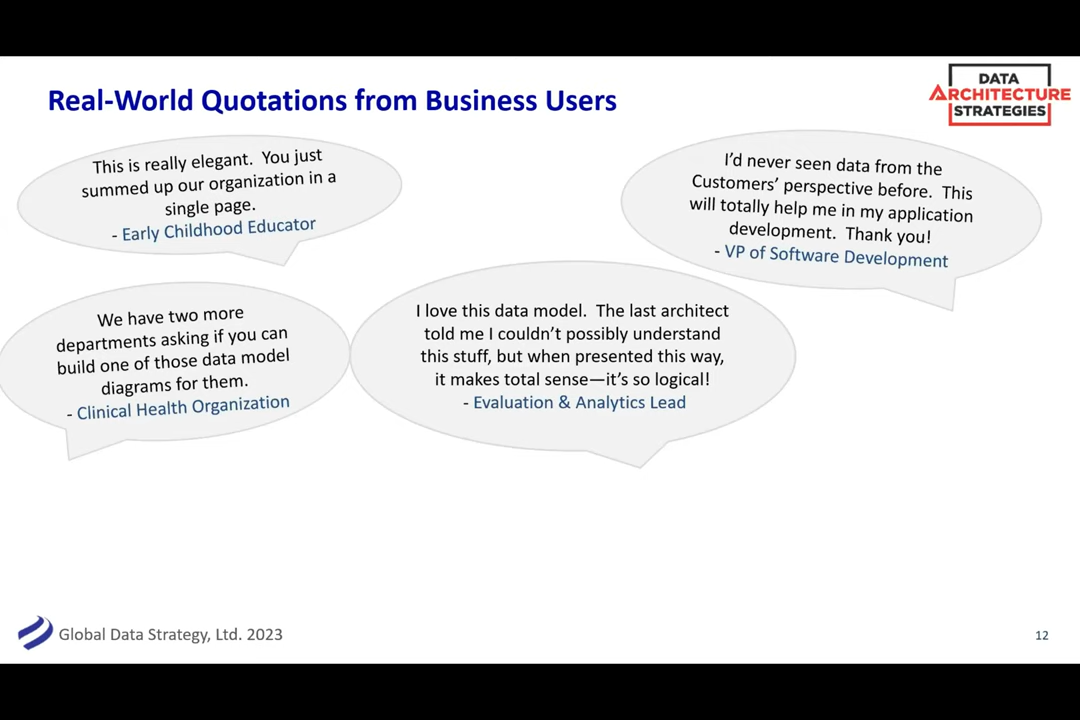 Real-World Quotations from Business Users
DATA
ARCHITECTURE
STRATEGIES
This is really elegant. You just
summed up our organization in a
single page.
- Early Childhood Educator
I’d never seen data from the
Customers’ perspective before. This
will totally help me in my application
development. Thank you!
- VP of Software Development
We have two more
departments asking if you can
build one of those data model
diagrams for them.
- Clinical Health Organization
I love this data model. The last architect
told me I couldn’t possibly understand
this stuff, but when presented this way,
it makes total sense—it’s so logical!
- Evaluation & Analytics Lead
Global Data Strategy, Ltd. 2023
12